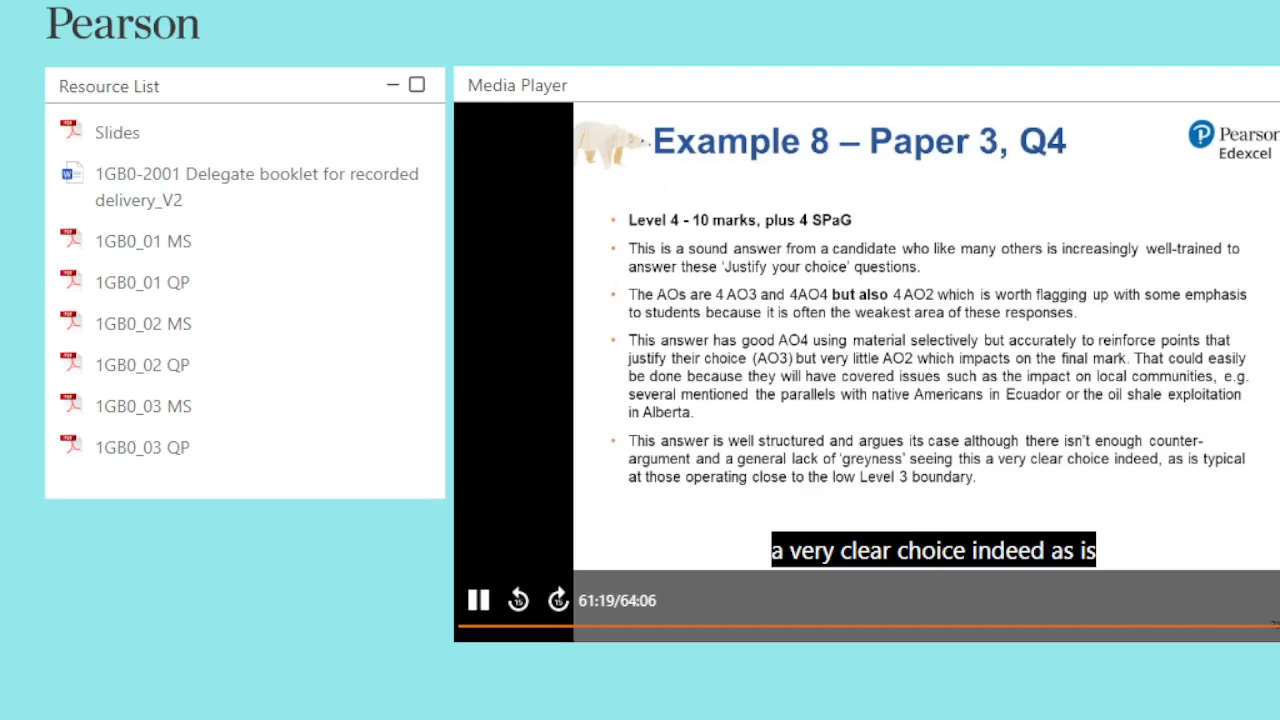 Pearson
Resource List
Slides
1GB0-2001 Delegate booklet for recorded
delivery_V2
1GB0_01 MS
1GB0_01 QP
1GB0_02 MS
1GB0_02 QP
1GB0_03 MS
1GB0_03 QP
Media Player
Example 8 – Paper 3, Q4
Pearson
Edexcel
• Level 4 - 10 marks, plus 4 SPaG
• This is a sound answer from a candidate who like many others is increasingly well-trained to
answer these ‘Justify your choice’ questions.
• The AOs are 4 AO3 and 4AO4 but also 4 AO2 which is worth flagging up with some emphasis
to students because it is often the weakest area of these responses.
• This answer has good AO4 using material selectively but accurately to reinforce points that
justify their choice (AO3) but very little AO2 which impacts on the final mark. That could easily
be done because they will have covered issues such as the impact on local communities, e.g.
several mentioned the parallels with native Americans in Ecuador or the oil shale exploitation
in Alberta.
• This answer is well structured and argues its case although there isn’t enough counter-
argument and a general lack of ‘greyness’ seeing this a very clear choice indeed, as is typical
at those operating close to the low Level 3 boundary.
a very clear choice indeed as is
15
15
61:19/64:06